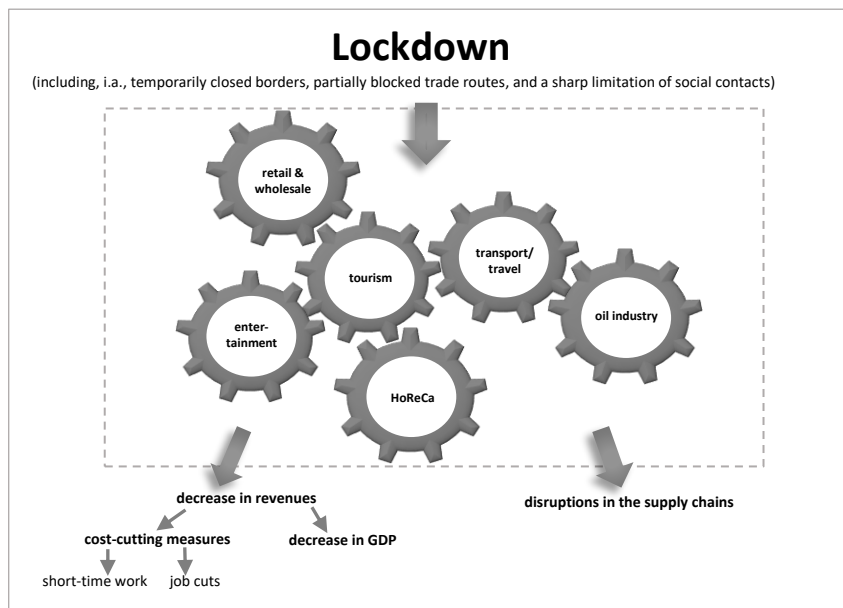 Lockdown
(including, i.a., temporarily closed borders, partially blocked trade routes, and a sharp limitation of social contacts)
retail &
wholesale
tourism
transport/
travel
enter-
tainment
oil industry
HoReCa
decrease in revenues
disruptions in the supply chains
cost-cutting measures
decrease in GDP
short-time work
job cuts